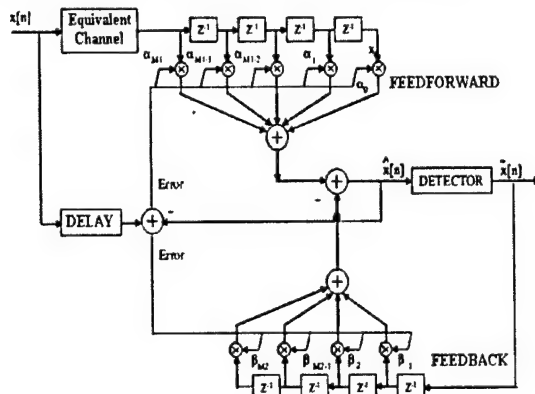 x[n]
Equivalent
Channel
Z⁻¹ Z⁻¹ Z⁻¹ Z⁻¹
α_M1 α_M1-1 α_M1-2 α_1 x
α_0
FEEDFORWARD
Error
x̂[n]
DETECTOR
x̃[n]
DELAY
Error
β_M2 β_M2-1 β_2 β_1
FEEDBACK
Z⁻¹ Z⁻¹ Z⁻¹ Z⁻¹